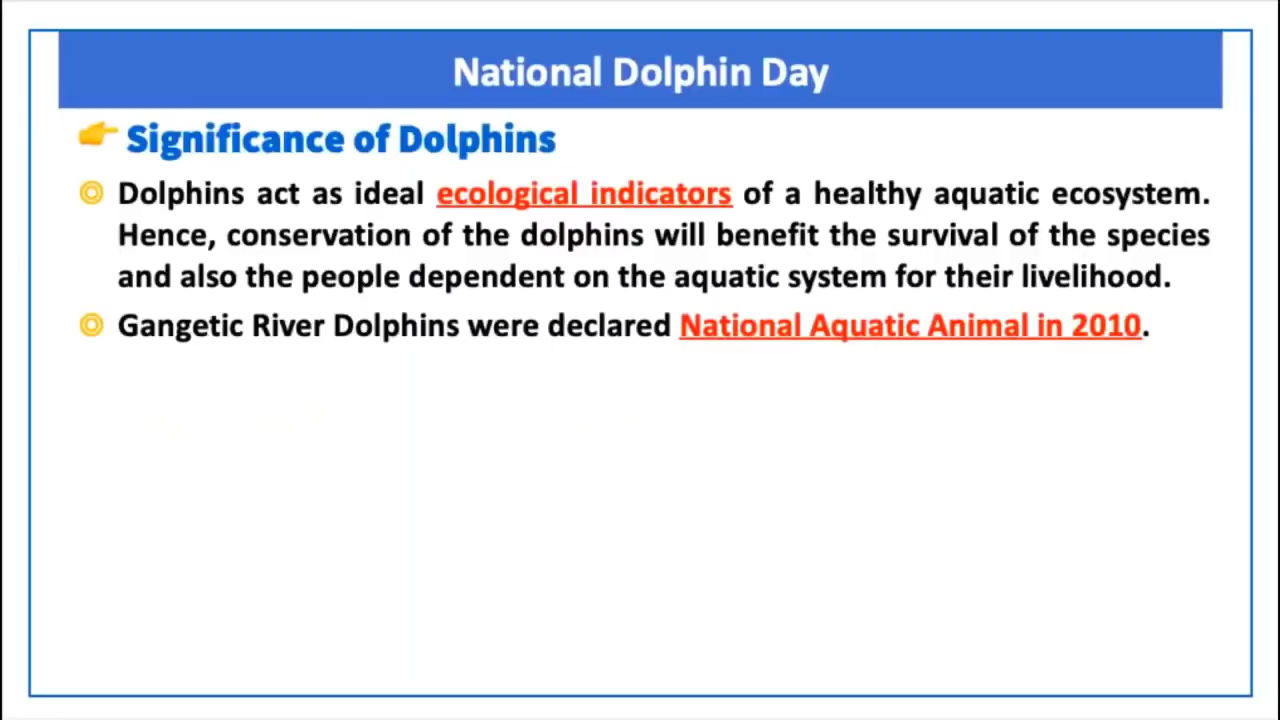 National Dolphin Day
Significance of Dolphins
Dolphins act as ideal ecological indicators of a healthy aquatic ecosystem.
Hence, conservation of the dolphins will benefit the survival of the species
and also the people dependent on the aquatic system for their livelihood.
Gangetic River Dolphins were declared National Aquatic Animal in 2010.